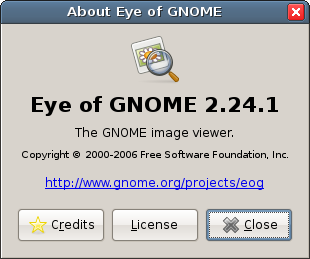 About Eye of GNOME
Eye of GNOME 2.24.1
The GNOME image viewer.
Copyright © 2000-2006 Free Software Foundation, Inc.
http://www.gnome.org/projects/eog
Credits License Close